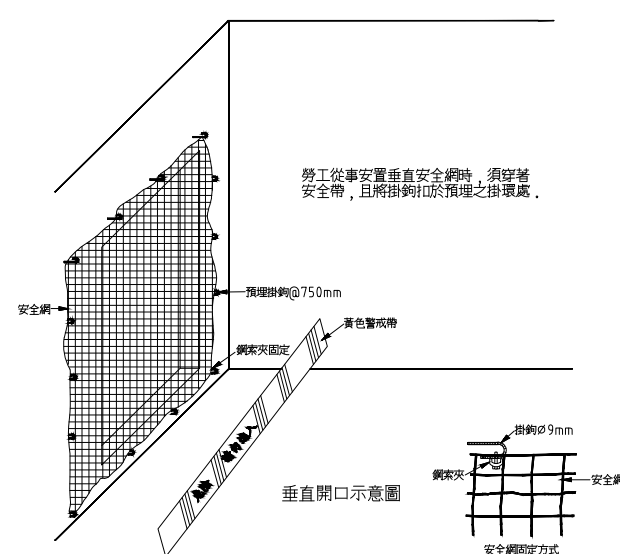 勞工從事安置垂直安全網時，須穿著
安全帶，且將掛鉤扣於預埋之掛環處．
預埋掛鉤@750mm
安全網
黃色警戒帶
鋼索夾固定
掛鉤Ø9mm
鋼索夾
安全網
垂直開口示意圖
安全網固定方式